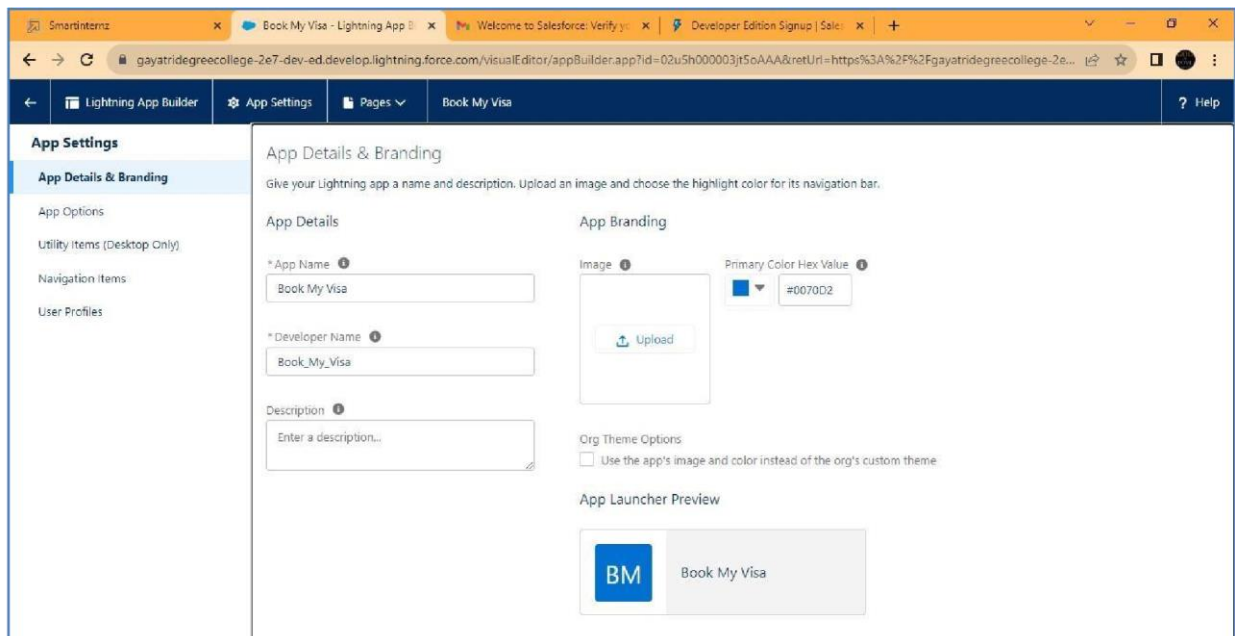 Smartinternz
Book My Visa - Lightning App B
Welcome to Salesforce: Verify yo
Developer Edition Signup | Sales
gayatridegreecollege-2e7-dev-ed.develop.lightning.force.com/visualEditor/appBuilder.app?id=02u5h000003jt5oAAA&retUrl=https%3A%2F%2Fgayatridegreecollege-2e...
Lightning App Builder
App Settings
Pages
Book My Visa
? Help
App Settings
App Details & Branding
App Options
Utility Items (Desktop Only)
Navigation Items
User Profiles
App Details & Branding
Give your Lightning app a name and description. Upload an image and choose the highlight color for its navigation bar.
App Details
*App Name
Book My Visa
*Developer Name
Book_My_Visa
Description
Enter a description...
App Branding
Image
Upload
Primary Color Hex Value
#0070D2
Org Theme Options
Use the app's image and color instead of the org's custom theme
App Launcher Preview
BM
Book My Visa